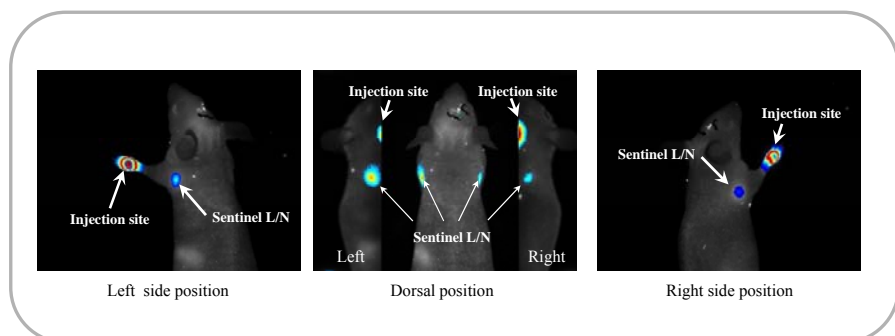 Injection site
Sentinel L/N
Left side position
Injection site
Injection site
Sentinel L/N
Left
Right
Dorsal position
Injection site
Sentinel L/N
Right side position